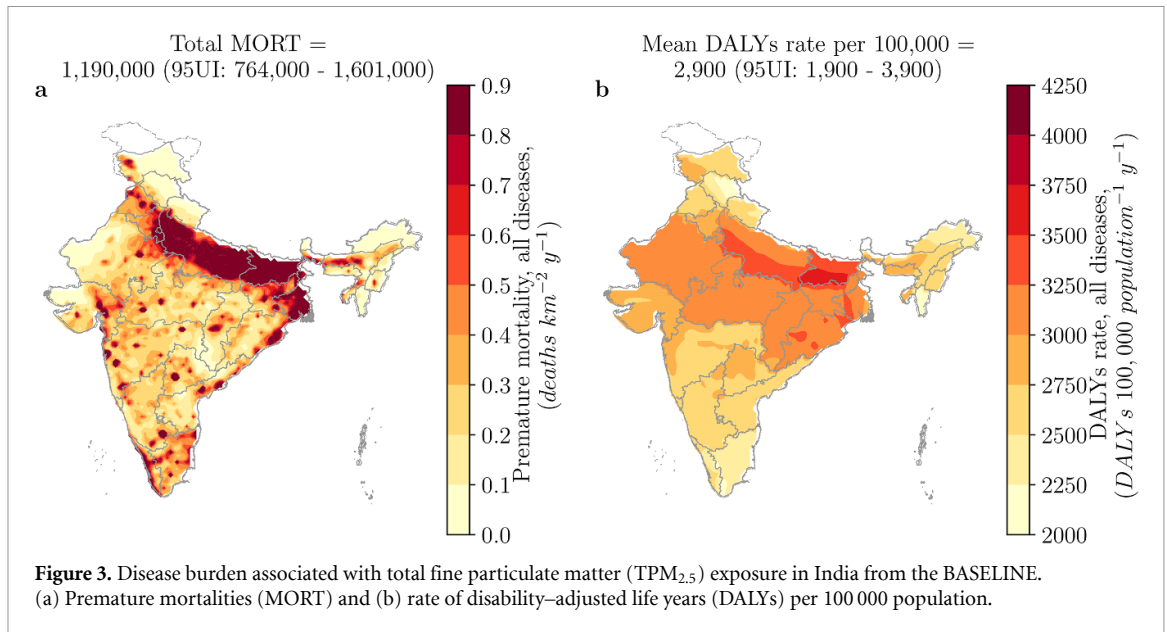 Total MORT =
1,190,000 (95UI: 764,000 - 1,601,000)
a
0.9
0.8
0.7
0.6
0.5
0.4
0.3
0.2
0.1
0.0
Premature mortality, all diseases,
(deaths km⁻² y⁻¹)
Mean DALYs rate per 100,000 =
2,900 (95UI: 1,900 - 3,900)
b
4250
4000
3750
3500
3250
3000
2750
2500
2250
2000
DALYs rate, all diseases,
(DALYs 100,000 population⁻¹ y⁻¹)
Figure 3. Disease burden associated with total fine particulate matter (TPM₂.₅) exposure in India from the BASELINE.
(a) Premature mortalities (MORT) and (b) rate of disability–adjusted life years (DALYs) per 100 000 population.